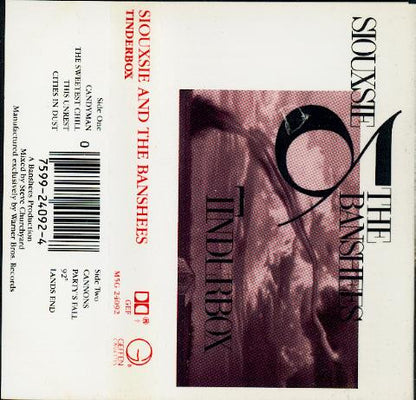 SIOUXSIE
&
THE
BANSHEES
TINDERBOX
SIOUXSIE AND THE BANSHEES
TINDERBOX
M5G 24092
GEF
GEFFEN
Side One
CANDYMAN
THE SWEETEST CHILL
THIS UNREST
CITIES IN DUST
0
7599-24092-4
Side Two
CANNONS
PARTY'S FALL
92°
LANDS END
A Banshees Production
Mixed by Steve Churchyard
Manufactured exclusively by Warner Bros. Records